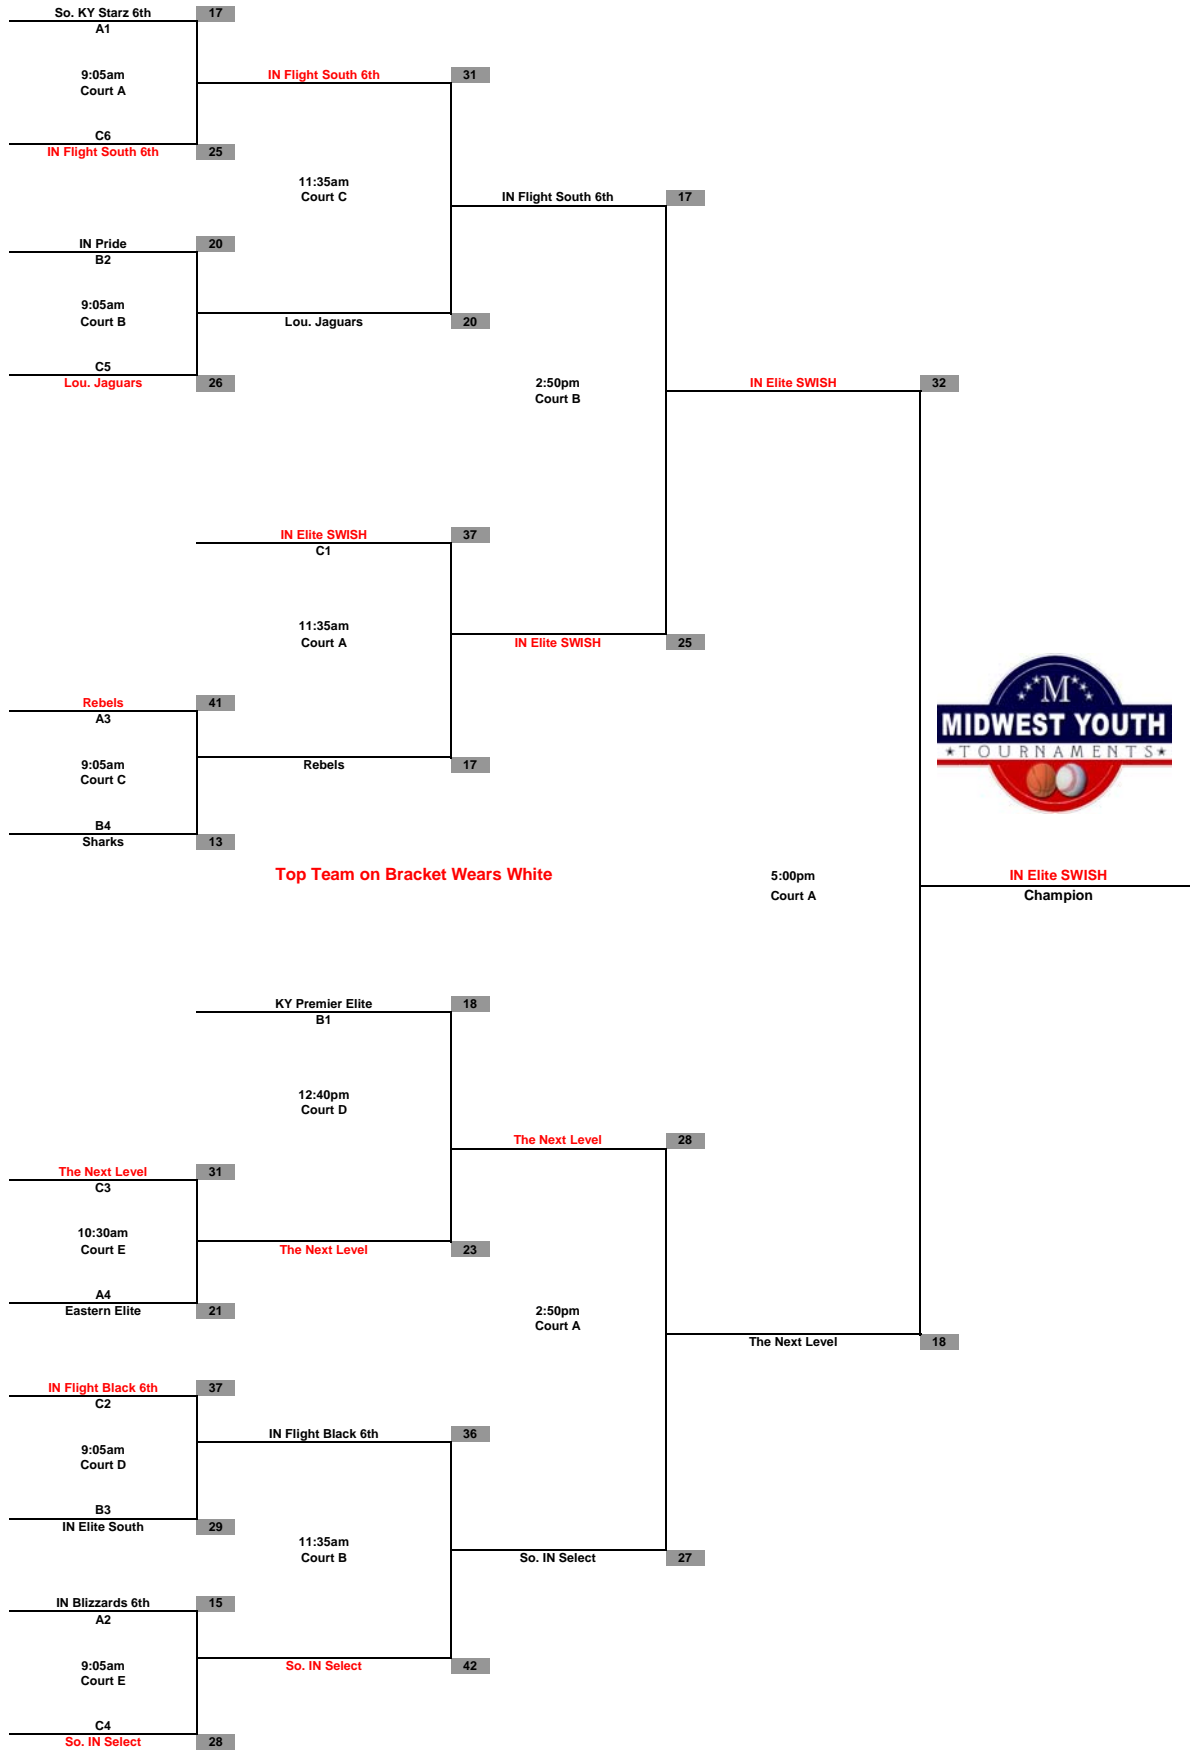 So. KY Starz 6th 17
A1
9:05am
Court A
IN Flight South 6th 31
C6
IN Flight South 6th 25
11:35am
Court C
IN Flight South 6th 17
IN Pride 20
B2
9:05am
Court B
Lou. Jaguars 20
C5
Lou. Jaguars 26
2:50pm
Court B
IN Elite SWISH 32
IN Elite SWISH 37
C1
11:35am
Court A
IN Elite SWISH 25
Rebels 41
A3
9:05am
Court C
Rebels 17
B4
Sharks 13
M
MIDWEST YOUTH
TOURNAMENTS
Top Team on Bracket Wears White
5:00pm
Court A
IN Elite SWISH
Champion
KY Premier Elite 18
B1
12:40pm
Court D
The Next Level 28
The Next Level 31
C3
10:30am
Court E
The Next Level 23
A4
Eastern Elite 21
2:50pm
Court A
The Next Level 18
IN Flight Black 6th 37
C2
IN Flight Black 6th 36
9:05am
Court D
B3
IN Elite South 29
11:35am
Court B
So. IN Select 27
IN Blizzards 6th 15
A2
9:05am
Court E
So. IN Select 42
C4
So. IN Select 28